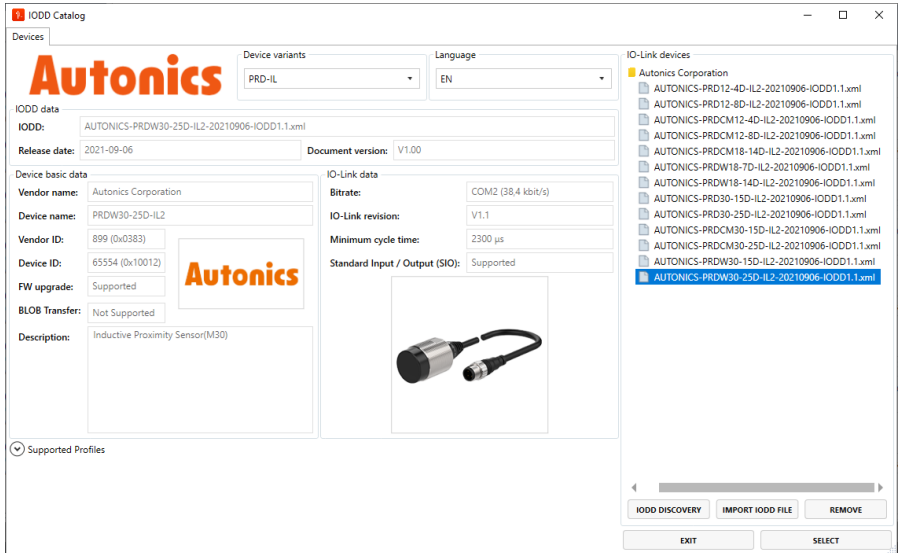 IODD Catalog
Devices
Autonics
Device variants
PRD-IL
Language
EN
IODD data
IODD: AUTONICS-PRDW30-25D-IL2-20210906-IODD1.1.xml
Release date: 2021-09-06 Document version: V1.00
Device basic data
Vendor name: Autonics Corporation
Device name: PRDW30-25D-IL2
Vendor ID: 899 (0x0383)
Device ID: 65554 (0x10012)
FW upgrade: Supported
BLOB Transfer: Not Supported
Autonics
Description: Inductive Proximity Sensor(M30)
IO-Link data
Bitrate: COM2 (38,4 kbit/s)
IO-Link revision: V1.1
Minimum cycle time: 2300 µs
Standard Input / Output (SIO): Supported
Supported Profiles
IO-Link devices
Autonics Corporation
AUTONICS-PRD12-4D-IL2-20210906-IODD1.1.xml
AUTONICS-PRD12-8D-IL2-20210906-IODD1.1.xml
AUTONICS-PRDCM12-4D-IL2-20210906-IODD1.1.xml
AUTONICS-PRDCM12-8D-IL2-20210906-IODD1.1.xml
AUTONICS-PRDCM18-14D-IL2-20210906-IODD1.1.xml
AUTONICS-PRDW18-7D-IL2-20210906-IODD1.1.xml
AUTONICS-PRDW18-14D-IL2-20210906-IODD1.1.xml
AUTONICS-PRD30-15D-IL2-20210906-IODD1.1.xml
AUTONICS-PRD30-25D-IL2-20210906-IODD1.1.xml
AUTONICS-PRDCM30-15D-IL2-20210906-IODD1.1.xml
AUTONICS-PRDCM30-25D-IL2-20210906-IODD1.1.xml
AUTONICS-PRDW30-15D-IL2-20210906-IODD1.1.xml
AUTONICS-PRDW30-25D-IL2-20210906-IODD1.1.xml
IODD DISCOVERY IMPORT IODD FILE REMOVE
EXIT SELECT